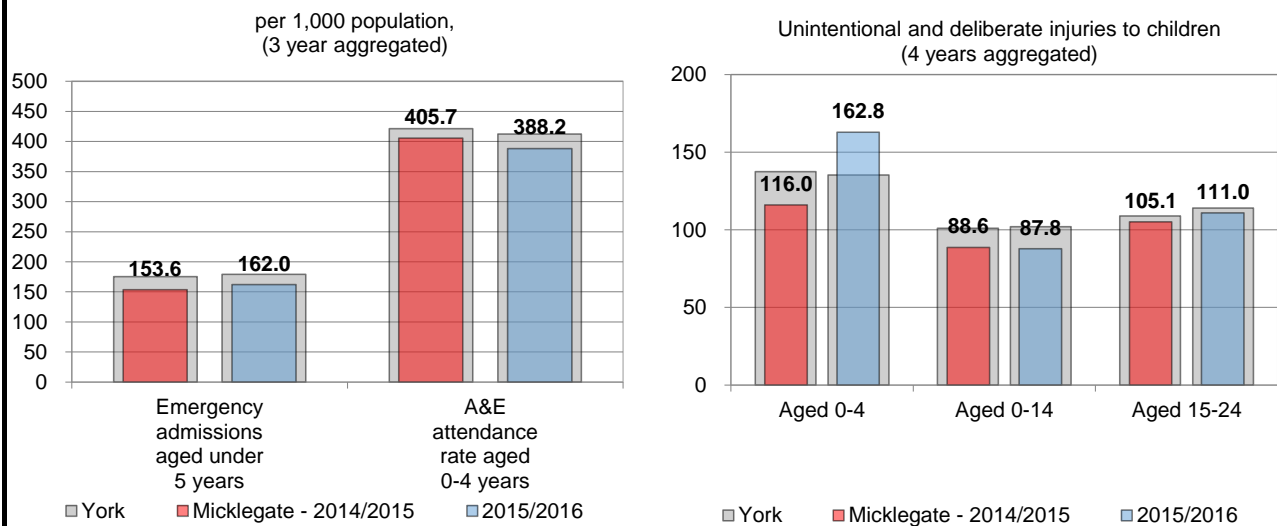 per 1,000 population,
(3 year aggregated)
500
450
400
350
300
250
200
150
100
50
0
153.6
162.0
405.7
388.2
Emergency
admissions
aged under
5 years
A&E
attendance
rate aged
0-4 years
York
Micklegate - 2014/2015
2015/2016
Unintentional and deliberate injuries to children
(4 years aggregated)
200
150
100
50
0
116.0
162.8
88.6
87.8
105.1
111.0
Aged 0-4
Aged 0-14
Aged 15-24
York
Micklegate - 2014/2015
2015/2016